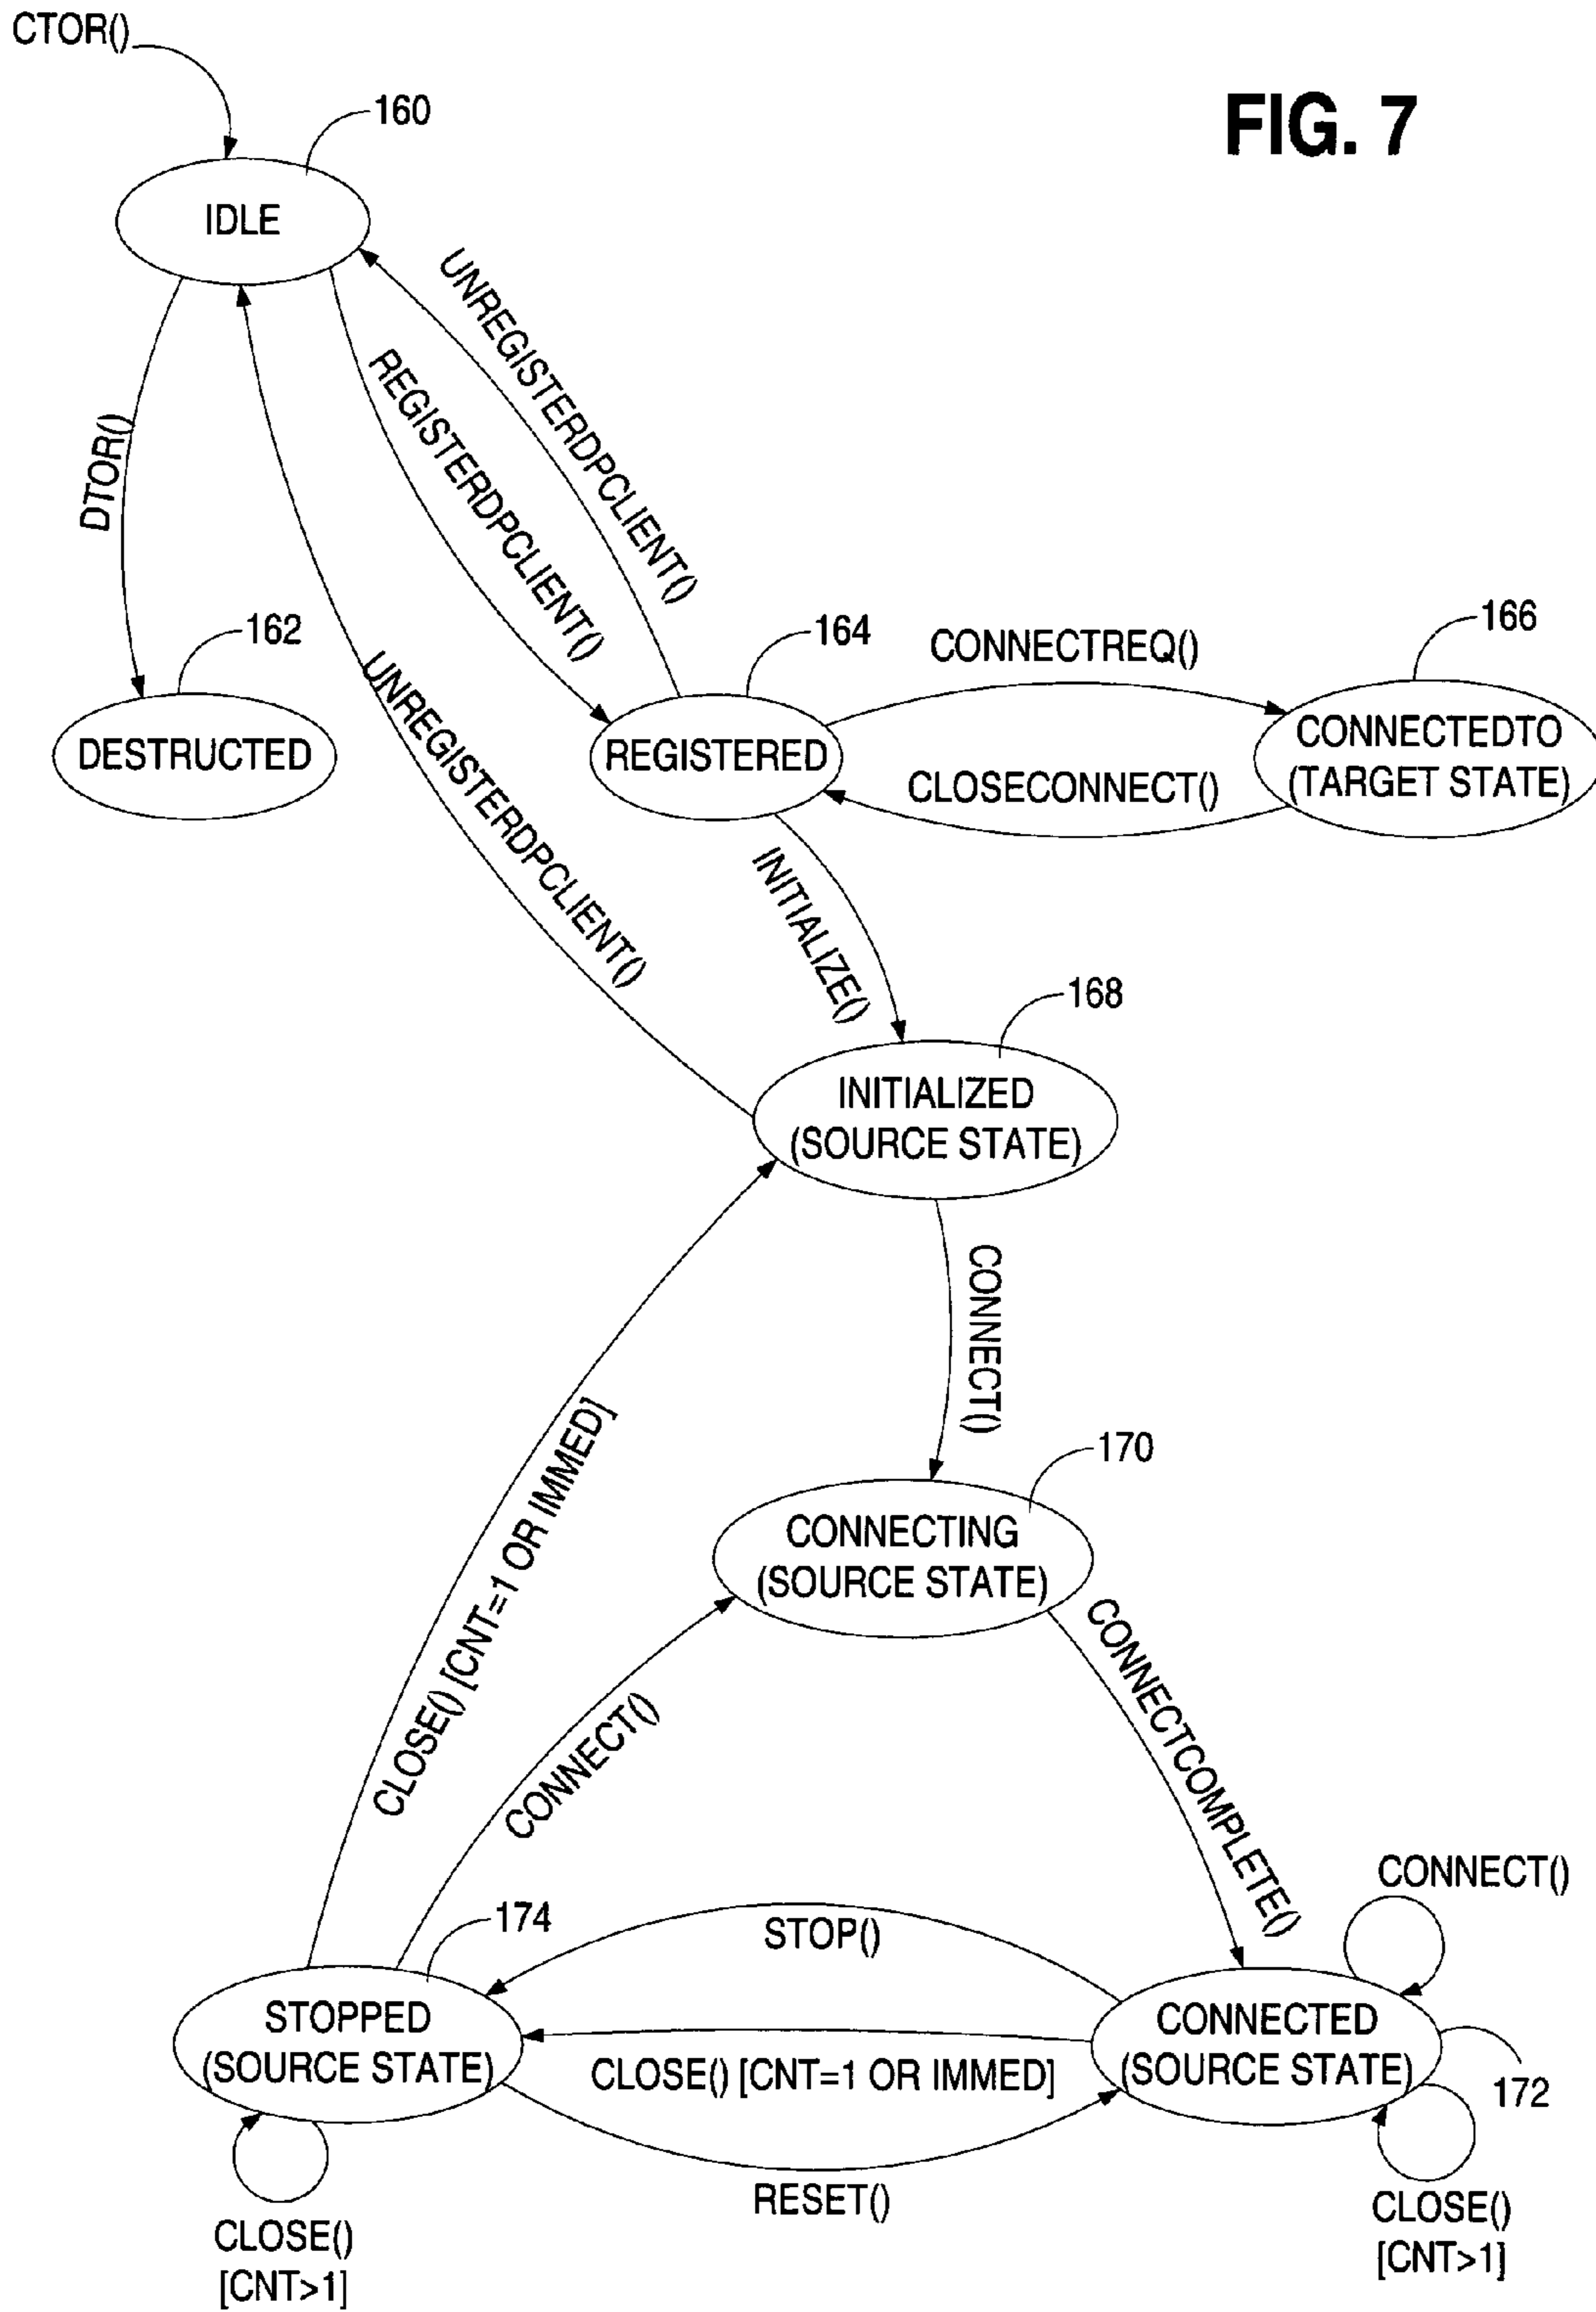 CTOR()
160
FIG. 7
IDLE
UNREGISTERDPCLIENT()
REGISTERDPCLIENT()
DTOR()
162
164
166
CONNECTREQ()
UNREGISTERDPCLIENT()
DESTRUCTED
REGISTERED
CONNECTEDTO
(TARGET STATE)
CLOSECONNECT()
INITIALIZE()
168
INITIALIZED
(SOURCE STATE)
CONNECT()
CLOSE() [CNT=1 OR IMMED]
170
CONNECTING
(SOURCE STATE)
CONNECTCOMPLETE()
CONNECT()
CONNECT()
174
STOP()
STOPPED
(SOURCE STATE)
CONNECTED
(SOURCE STATE)
CLOSE() [CNT=1 OR IMMED]
172
RESET()
CLOSE()
[CNT>1]
CLOSE()
[CNT>1]